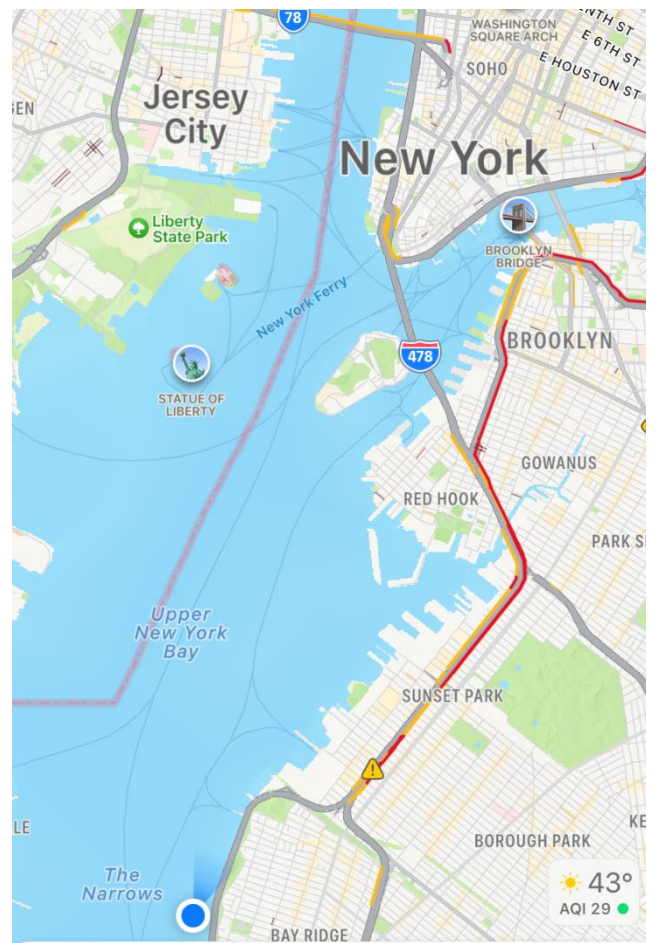 78
WASHINGTON
SQUARE ARCH
E 6TH ST
E HOUSTON ST
SOHO
Jersey
City
New York
Liberty
State Park
BROOKLYN
BRIDGE
New York Ferry
478
BROOKLYN
STATUE OF
LIBERTY
GOWANUS
RED HOOK
PARK S
Upper
New York
Bay
SUNSET PARK
BOROUGH PARK
The
Narrows
43°
AQI 29
BAY RIDGE